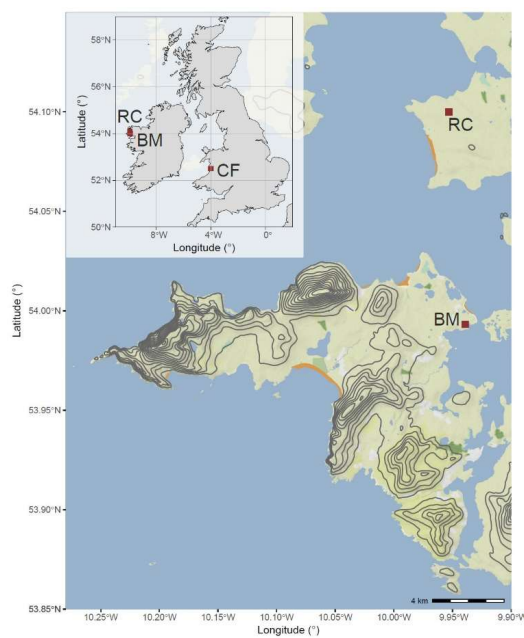 58°N
56°N
54°N
52°N
50°N
RC
BM
CF
8°W 4°W 0°
Longitude (°)
Latitude (°)
54.10°N
54.05°N
54.00°N
53.95°N
53.90°N
53.85°N
Latitude (°)
RC
BM
4 km
10.25°W 10.20°W 10.15°W 10.10°W 10.05°W 10.00°W 9.95°W 9.90°W
Longitude (°)